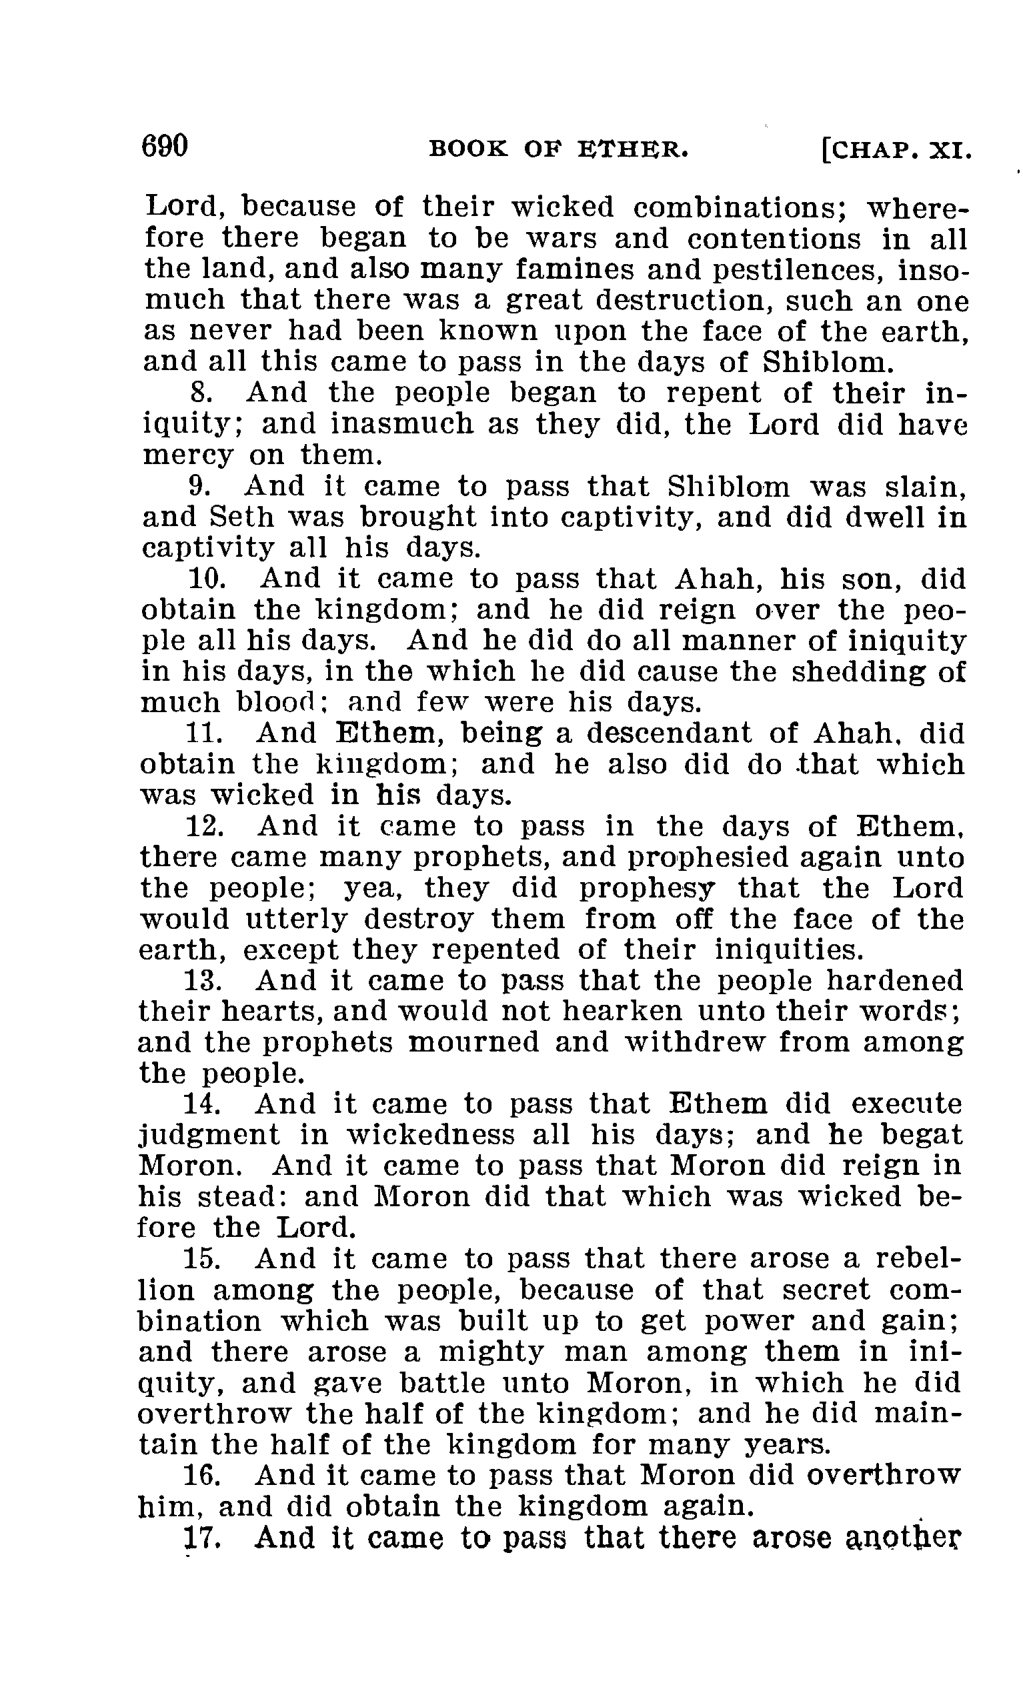 690 BOOK OF ETHER. [CHAP. XI.
Lord, because of their wicked combinations; where-
fore there began to be wars and contentions in all
the land, and also many famines and pestilences, inso-
much that there was a great destruction, such an one
as never had been known upon the face of the earth,
and all this came to pass in the days of Shiblom.
8. And the people began to repent of their in-
iquity; and inasmuch as they did, the Lord did have
mercy on them.
9. And it came to pass that Shiblom was slain,
and Seth was brought into captivity, and did dwell in
captivity all his days.
10. And it came to pass that Ahah, his son, did
obtain the kingdom; and he did reign over the peo-
ple all his days. And he did do all manner of iniquity
in his days, in the which he did cause the shedding of
much blood; and few were his days.
11. And Ethem, being a descendant of Ahah, did
obtain the kingdom; and he also did do that which
was wicked in his days.
12. And it came to pass in the days of Ethem,
there came many prophets, and prophesied again unto
the people; yea, they did prophesy that the Lord
would utterly destroy them from off the face of the
earth, except they repented of their iniquities.
13. And it came to pass that the people hardened
their hearts, and would not hearken unto their words;
and the prophets mourned and withdrew from among
the people.
14. And it came to pass that Ethem did execute
judgment in wickedness all his days; and he begat
Moron. And it came to pass that Moron did reign in
his stead: and Moron did that which was wicked be-
fore the Lord.
15. And it came to pass that there arose a rebel-
lion among the people, because of that secret com-
bination which was built up to get power and gain;
and there arose a mighty man among them in ini-
quity, and gave battle unto Moron, in which he did
overthrow the half of the kingdom; and he did main-
tain the half of the kingdom for many years.
16. And it came to pass that Moron did overthrow
him, and did obtain the kingdom again.
17. And it came to pass that there arose another